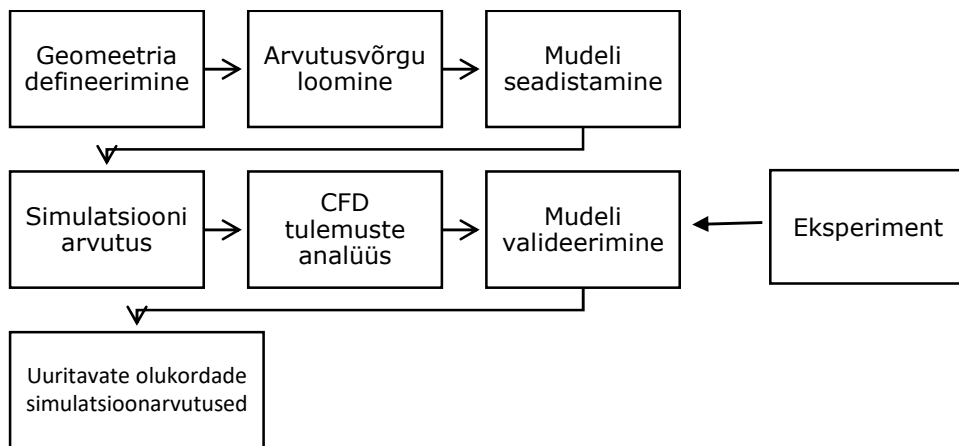 Geomeetria
defineerimine
Arvutusvõrgu
loomine
Mudeli
seadistamine
Simulatsiooni
arvutus
CFD
tulemuste
analüüs
Mudeli
valideerimine
Eksperiment
Uuritavate olukordade
simulatsioonarvutused